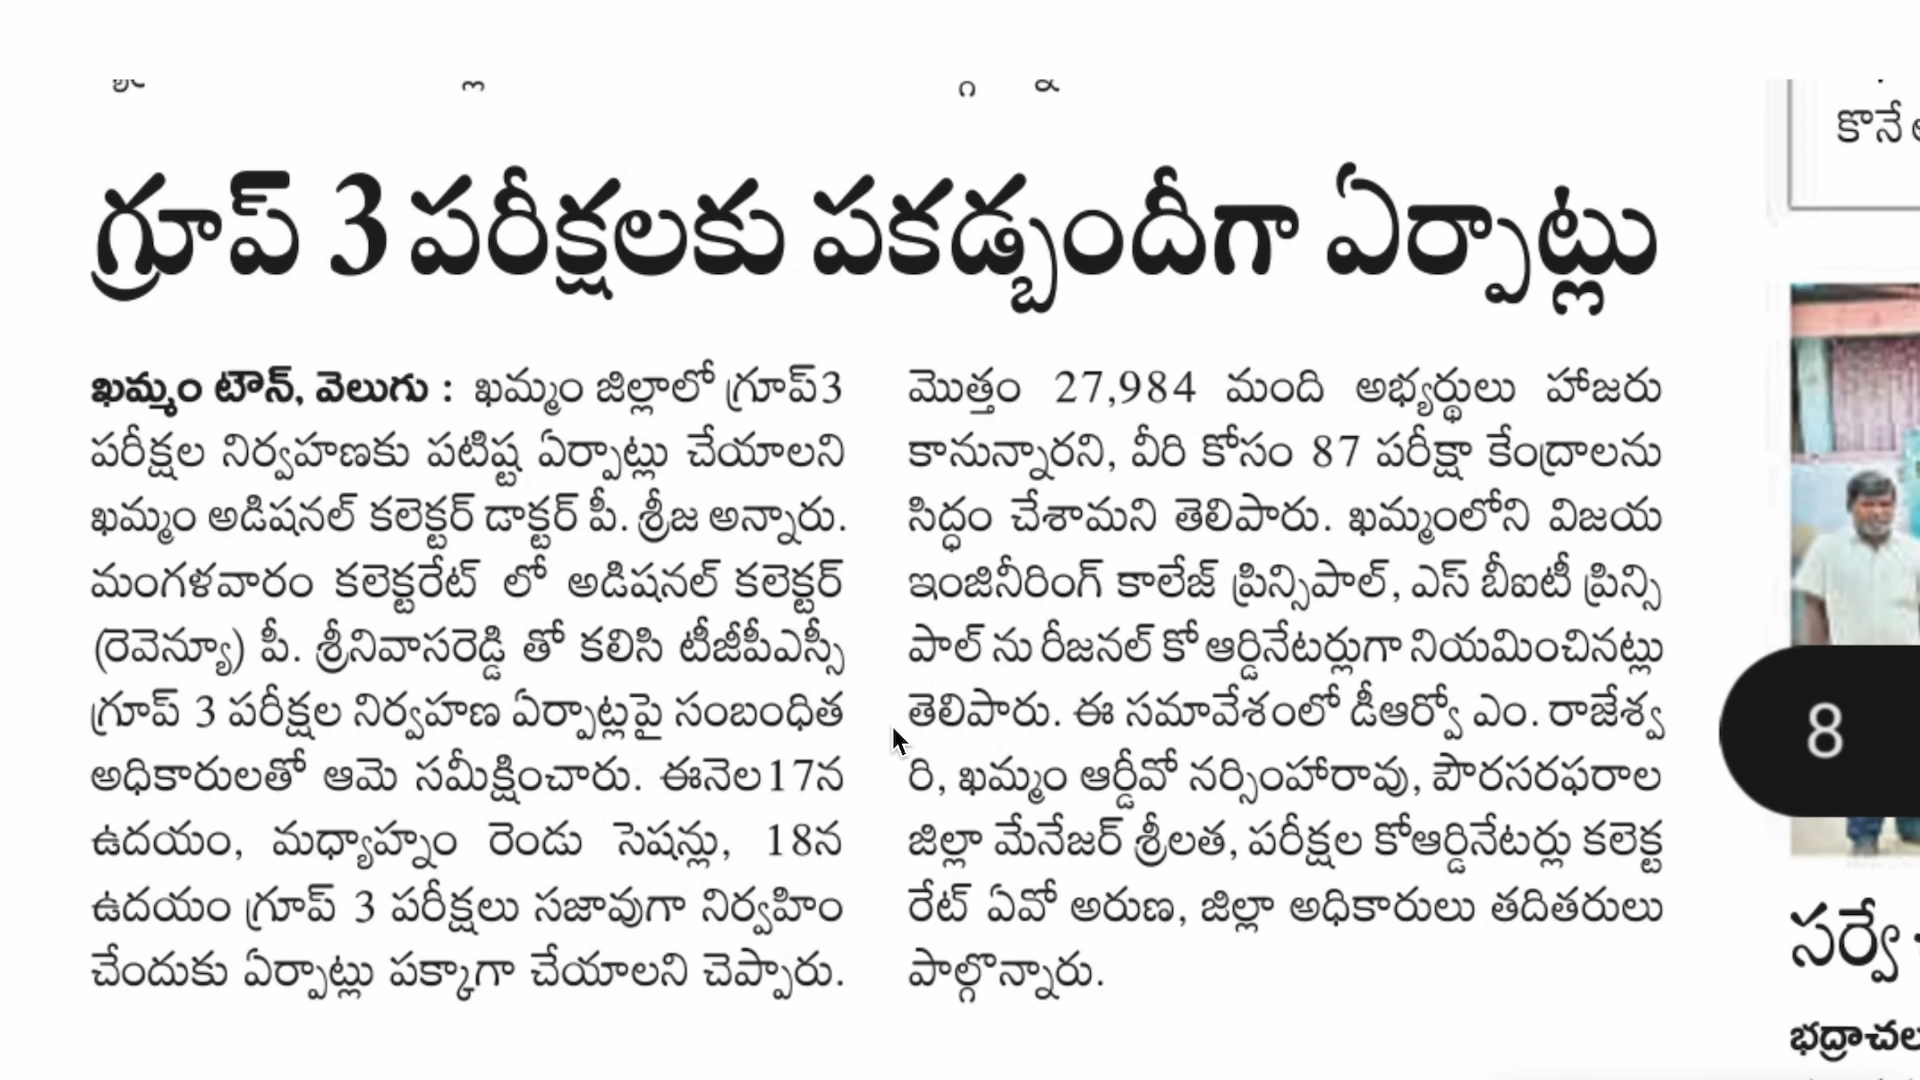 గ్రూప్ 3 పరీక్షలకు పకడ్బందీగా ఏర్పాట్లు
ఖమ్మం టౌన్, వెలుగు : ఖమ్మం జిల్లాలో గ్రూప్3
పరీక్షల నిర్వహణకు పటిష్ట ఏర్పాట్లు చేయాలని
ఖమ్మం అడిషనల్ కలెక్టర్ డాక్టర్ పీ. శ్రీజ అన్నారు.
మంగళవారం కలెక్టరేట్ లో అడిషనల్ కలెక్టర్
(రెవెన్యూ) పీ. శ్రీనివాసరెడ్డి తో కలిసి టీజీపీఎస్సీ
గ్రూప్ 3 పరీక్షల నిర్వహణ ఏర్పాట్లపై సంబంధిత
అధికారులతో ఆమె సమీక్షించారు. ఈనెల17న
ఉదయం, మధ్యాహ్నం రెండు సెషన్లు, 18న
ఉదయం గ్రూప్ 3 పరీక్షలు సజావుగా నిర్వహిం
చేందుకు ఏర్పాట్లు పక్కాగా చేయాలని చెప్పారు.
మొత్తం 27,984 మంది అభ్యర్థులు హాజరు
కానున్నారని, వీరి కోసం 87 పరీక్షా కేంద్రాలను
సిద్ధం చేశామని తెలిపారు. ఖమ్మంలోని విజయ
ఇంజినీరింగ్ కాలేజ్ ప్రిన్సిపాల్, ఎస్ బీఐటీ ప్రిన్సి
పాల్ ను రీజనల్ కో ఆర్డినేటర్లుగా నియమించినట్లు
తెలిపారు. ఈ సమావేశంలో డీఆర్వో ఎం. రాజేశ్వ
రి, ఖమ్మం ఆర్డీవో నర్సింహారావు, పౌరసరఫరాల
జిల్లా మేనేజర్ శ్రీలత, పరీక్షల కోఆర్డినేటర్లు కలెక్ట
రేట్ ఏవో అరుణ, జిల్లా అధికారులు తదితరులు
పాల్గొన్నారు.
కొనే
8
సర్వే
భద్రాచల